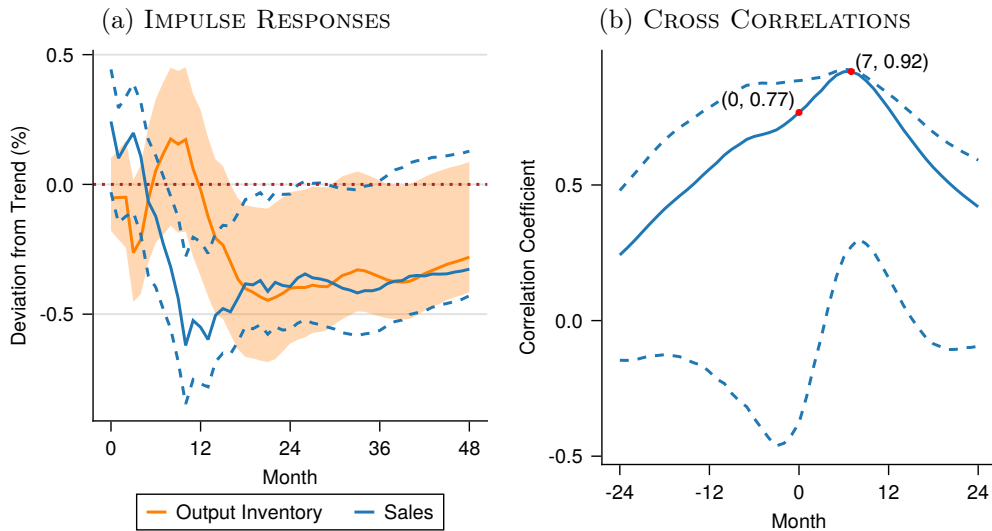 (a) Impulse Responses
0.5
0.0
-0.5
Deviation from Trend (%)
0
12
24
36
48
Month
Output Inventory
Sales
(b) Cross Correlations
(7, 0.92)
(0, 0.77)
0.5
0.0
-0.5
Correlation Coefficient
-24
-12
0
12
24
Month